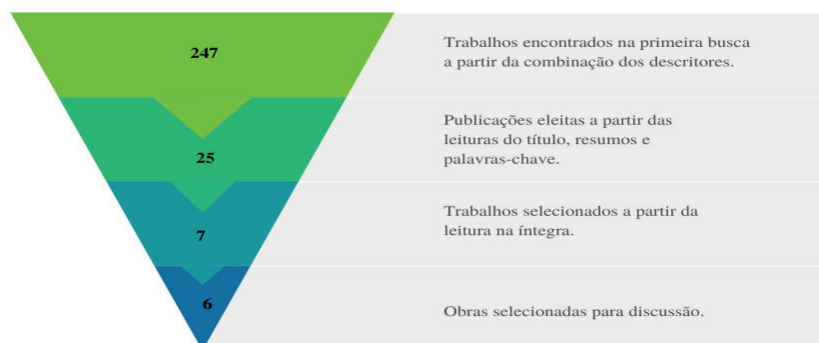 247
Trabalhos encontrados na primeira busca
a partir da combinação dos descritores.
25
Publicações eleitas a partir das
leituras do título, resumos e
palavras-chave.
7
Trabalhos selecionados a partir da
leitura na íntegra.
6
Obras selecionadas para discussão.